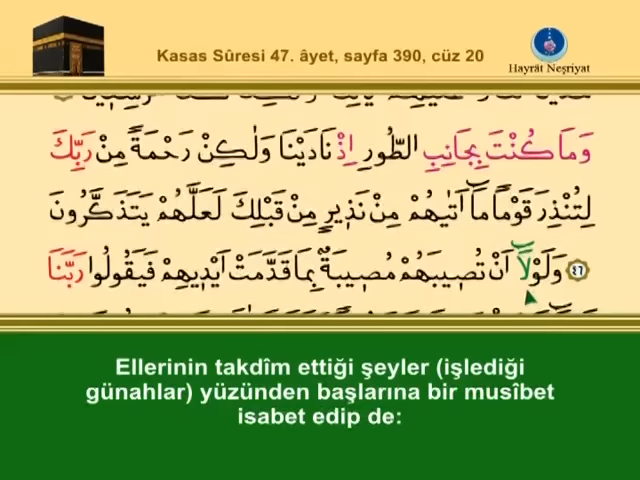 Kasas Sûresi 47. âyet, sayfa 390, cüz 20
Hayrât Neşriyat
وَمَا كُنْتَ بِجَانِبِ الطُّورِ اِذْ نَادَيْنَا وَلٰكِنْ رَحْمَةً مِنْ رَبِّكَ
لِتُنْذِرَ قَوْمًا مَٓا اَتٰيهُمْ مِنْ نَذٖيرٍ مِنْ قَبْلِكَ لَعَلَّهُمْ يَتَذَكَّرُونَ
٤٦ وَلَوْلَٓا اَنْ تُصٖيبَهُمْ مُصٖيبَةٌ بِمَا قَدَّمَتْ اَيْدٖيهِمْ فَيَقُولُوا رَبَّنَا
Ellerinin takdîm ettiği şeyler (işlediği
günahlar) yüzünden başlarına bir musîbet
isabet edip de: